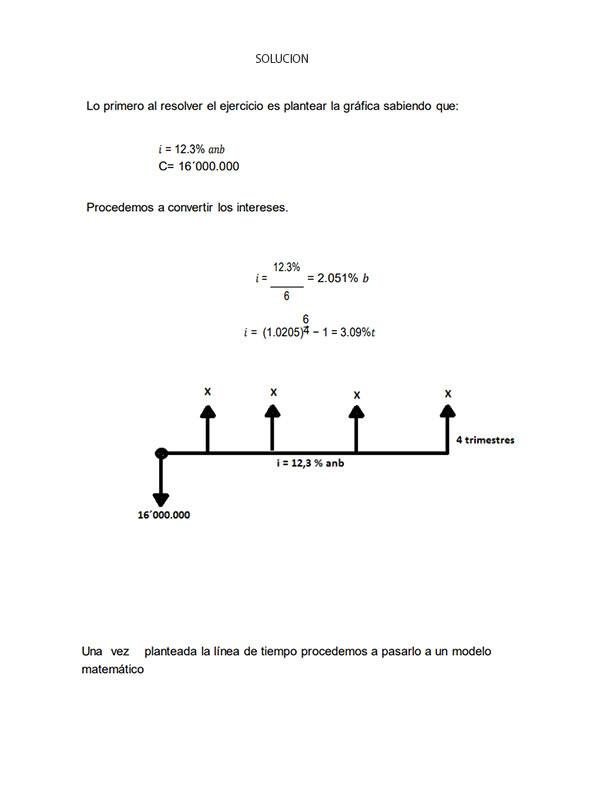 SOLUCION
Lo primero al resolver el ejercicio es plantear la gráfica sabiendo que:
i = 12.3% anb
C= 16´000.000
Procedemos a convertir los intereses.
12.3%
i = ______ = 2.051% b
6
6
i = (1.0205)4 − 1 = 3.09%t
X X X X
4 trimestres
i = 12,3 % anb
16´000.000
Una vez planteada la línea de tiempo procedemos a pasarlo a un modelo
matemático